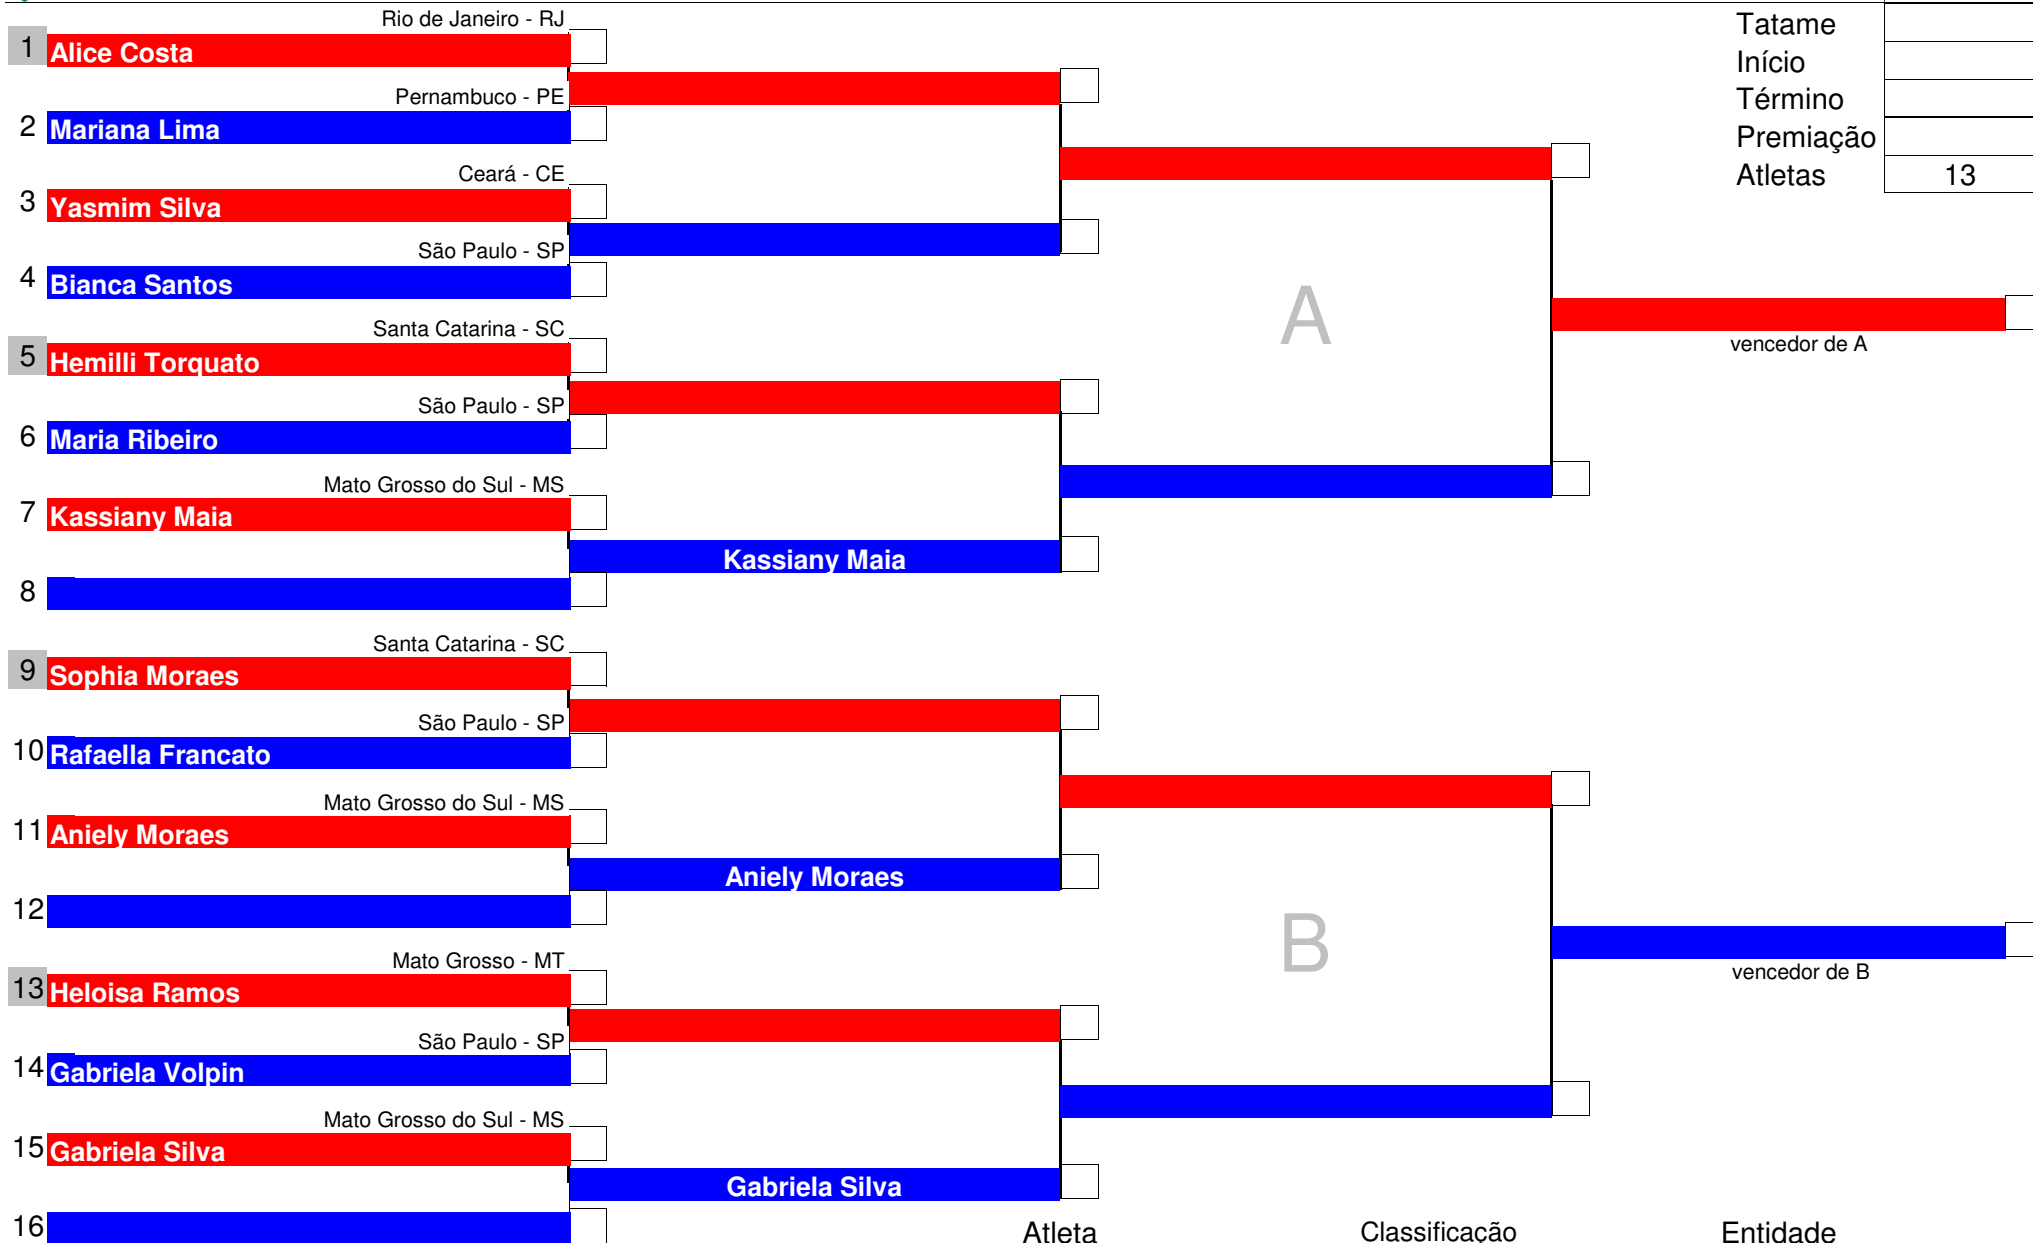 Rio de Janeiro - RJ
1 Alice Costa
Pernambuco - PE
2 Mariana Lima
Ceará - CE
3 Yasmim Silva
São Paulo - SP
4 Bianca Santos
Santa Catarina - SC
5 Hemilli Torquato
São Paulo - SP
6 Maria Ribeiro
Mato Grosso do Sul - MS
7 Kassiany Maia
Kassiany Maia
8
Santa Catarina - SC
9 Sophia Moraes
São Paulo - SP
10 Rafaella Francato
Mato Grosso do Sul - MS
11 Aniely Moraes
Aniely Moraes
12
Mato Grosso - MT
13 Heloisa Ramos
São Paulo - SP
14 Gabriela Volpin
Mato Grosso do Sul - MS
15 Gabriela Silva
Gabriela Silva
16
A
B
vencedor de A
vencedor de B
Tatame
Início
Término
Premiação
Atletas 13
Atleta Classificação Entidade